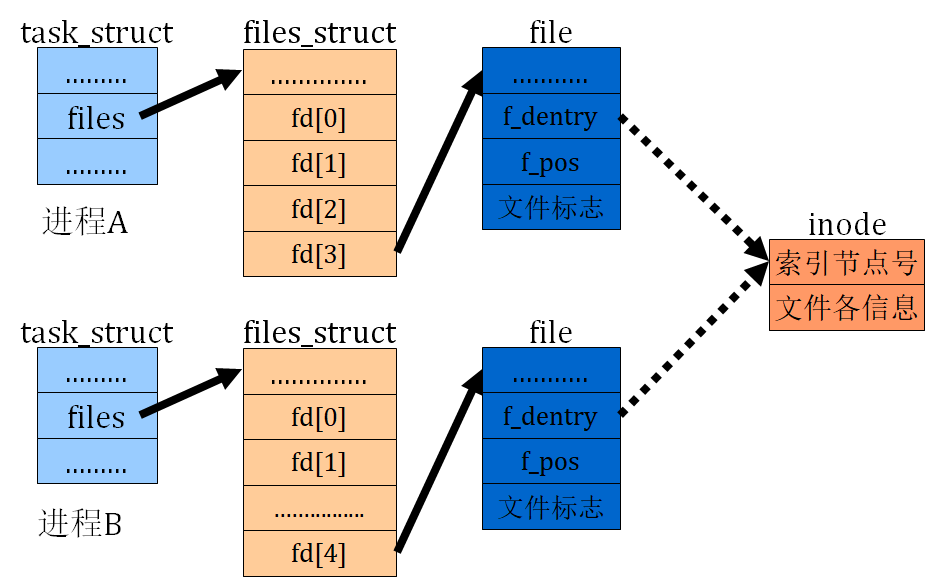 task_struct
.........
files
.........
进程A
files_struct
..............
fd[0]
fd[1]
fd[2]
fd[3]
file
...........
f_dentry
f_pos
文件标志
inode
索引节点号
文件各信息
task_struct
.........
files
.........
进程B
files_struct
..............
fd[0]
fd[1]
...............
fd[4]
file
...........
f_dentry
f_pos
文件标志